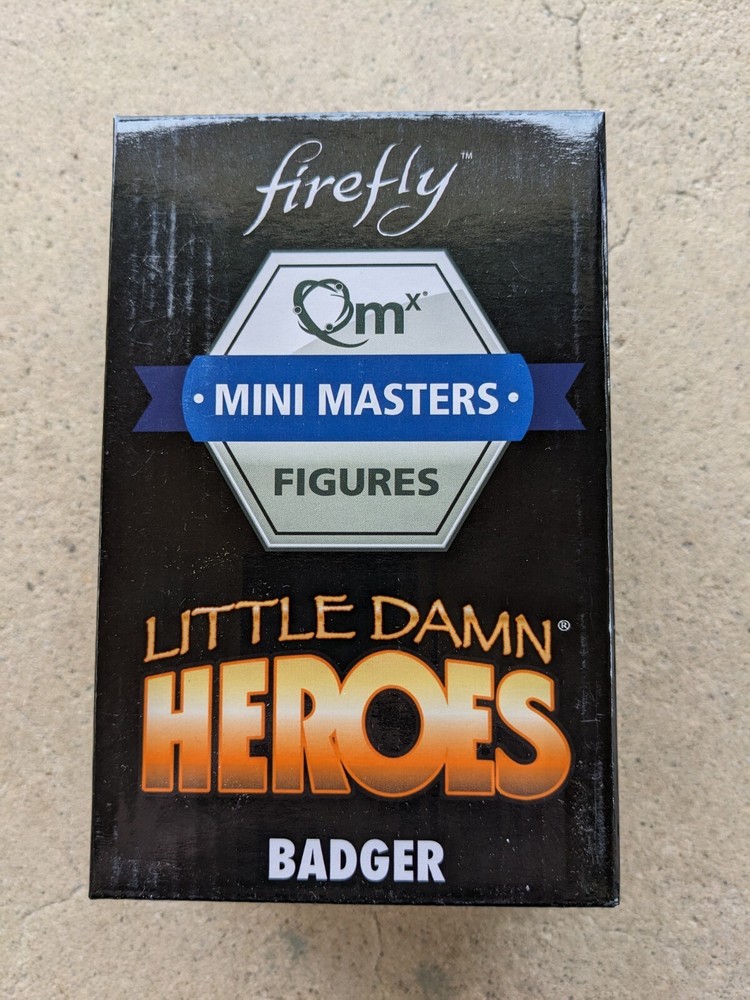 firefly™
Qmx®
• MINI MASTERS •
FIGURES
LITTLE DAMN®
HEROES
BADGER